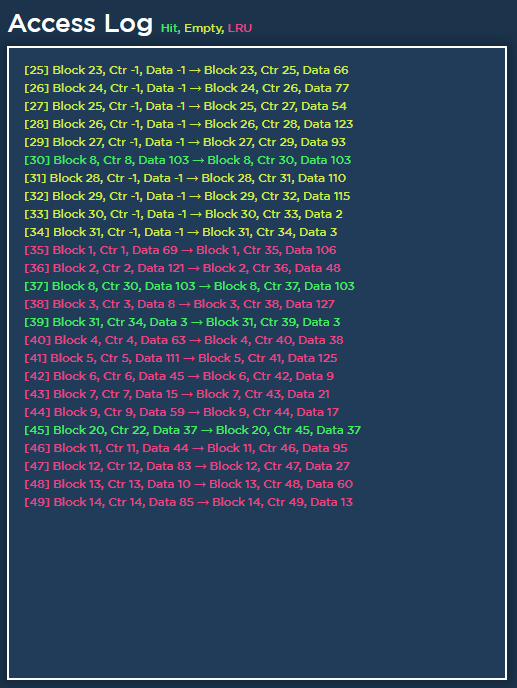 Access Log Hit, Empty, LRU
[25] Block 23, Ctr -1, Data -1 → Block 23, Ctr 25, Data 66
[26] Block 24, Ctr -1, Data -1 → Block 24, Ctr 26, Data 77
[27] Block 25, Ctr -1, Data -1 → Block 25, Ctr 27, Data 54
[28] Block 26, Ctr -1, Data -1 → Block 26, Ctr 28, Data 123
[29] Block 27, Ctr -1, Data -1 → Block 27, Ctr 29, Data 93
[30] Block 8, Ctr 8, Data 103 → Block 8, Ctr 30, Data 103
[31] Block 28, Ctr -1, Data -1 → Block 28, Ctr 31, Data 110
[32] Block 29, Ctr -1, Data -1 → Block 29, Ctr 32, Data 115
[33] Block 30, Ctr -1, Data -1 → Block 30, Ctr 33, Data 2
[34] Block 31, Ctr -1, Data -1 → Block 31, Ctr 34, Data 3
[35] Block 1, Ctr 1, Data 69 → Block 1, Ctr 35, Data 106
[36] Block 2, Ctr 2, Data 121 → Block 2, Ctr 36, Data 48
[37] Block 8, Ctr 30, Data 103 → Block 8, Ctr 37, Data 103
[38] Block 3, Ctr 3, Data 8 → Block 3, Ctr 38, Data 127
[39] Block 31, Ctr 34, Data 3 → Block 31, Ctr 39, Data 3
[40] Block 4, Ctr 4, Data 63 → Block 4, Ctr 40, Data 38
[41] Block 5, Ctr 5, Data 111 → Block 5, Ctr 41, Data 125
[42] Block 6, Ctr 6, Data 45 → Block 6, Ctr 42, Data 9
[43] Block 7, Ctr 7, Data 15 → Block 7, Ctr 43, Data 21
[44] Block 9, Ctr 9, Data 59 → Block 9, Ctr 44, Data 17
[45] Block 20, Ctr 22, Data 37 → Block 20, Ctr 45, Data 37
[46] Block 11, Ctr 11, Data 44 → Block 11, Ctr 46, Data 95
[47] Block 12, Ctr 12, Data 83 → Block 12, Ctr 47, Data 27
[48] Block 13, Ctr 13, Data 10 → Block 13, Ctr 48, Data 60
[49] Block 14, Ctr 14, Data 85 → Block 14, Ctr 49, Data 13